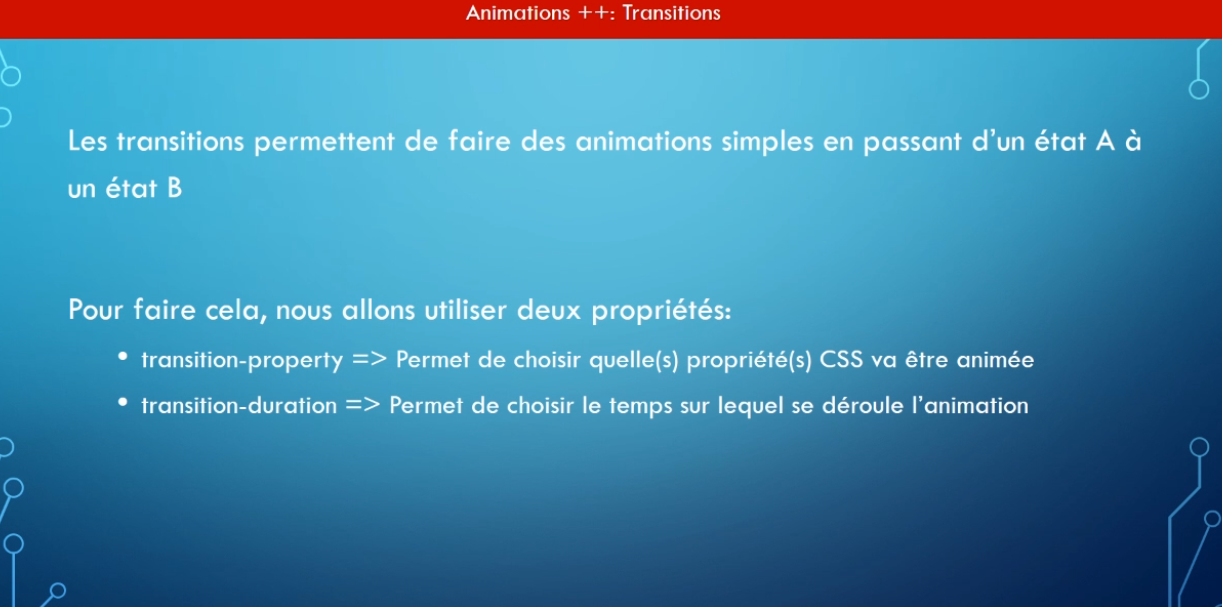 Animations ++: Transitions
Les transitions permettent de faire des animations simples en passant d’un état A à
un état B
Pour faire cela, nous allons utiliser deux propriétés:
• transition-property => Permet de choisir quelle(s) propriété(s) CSS va être animée
• transition-duration => Permet de choisir le temps sur lequel se déroule l’animation